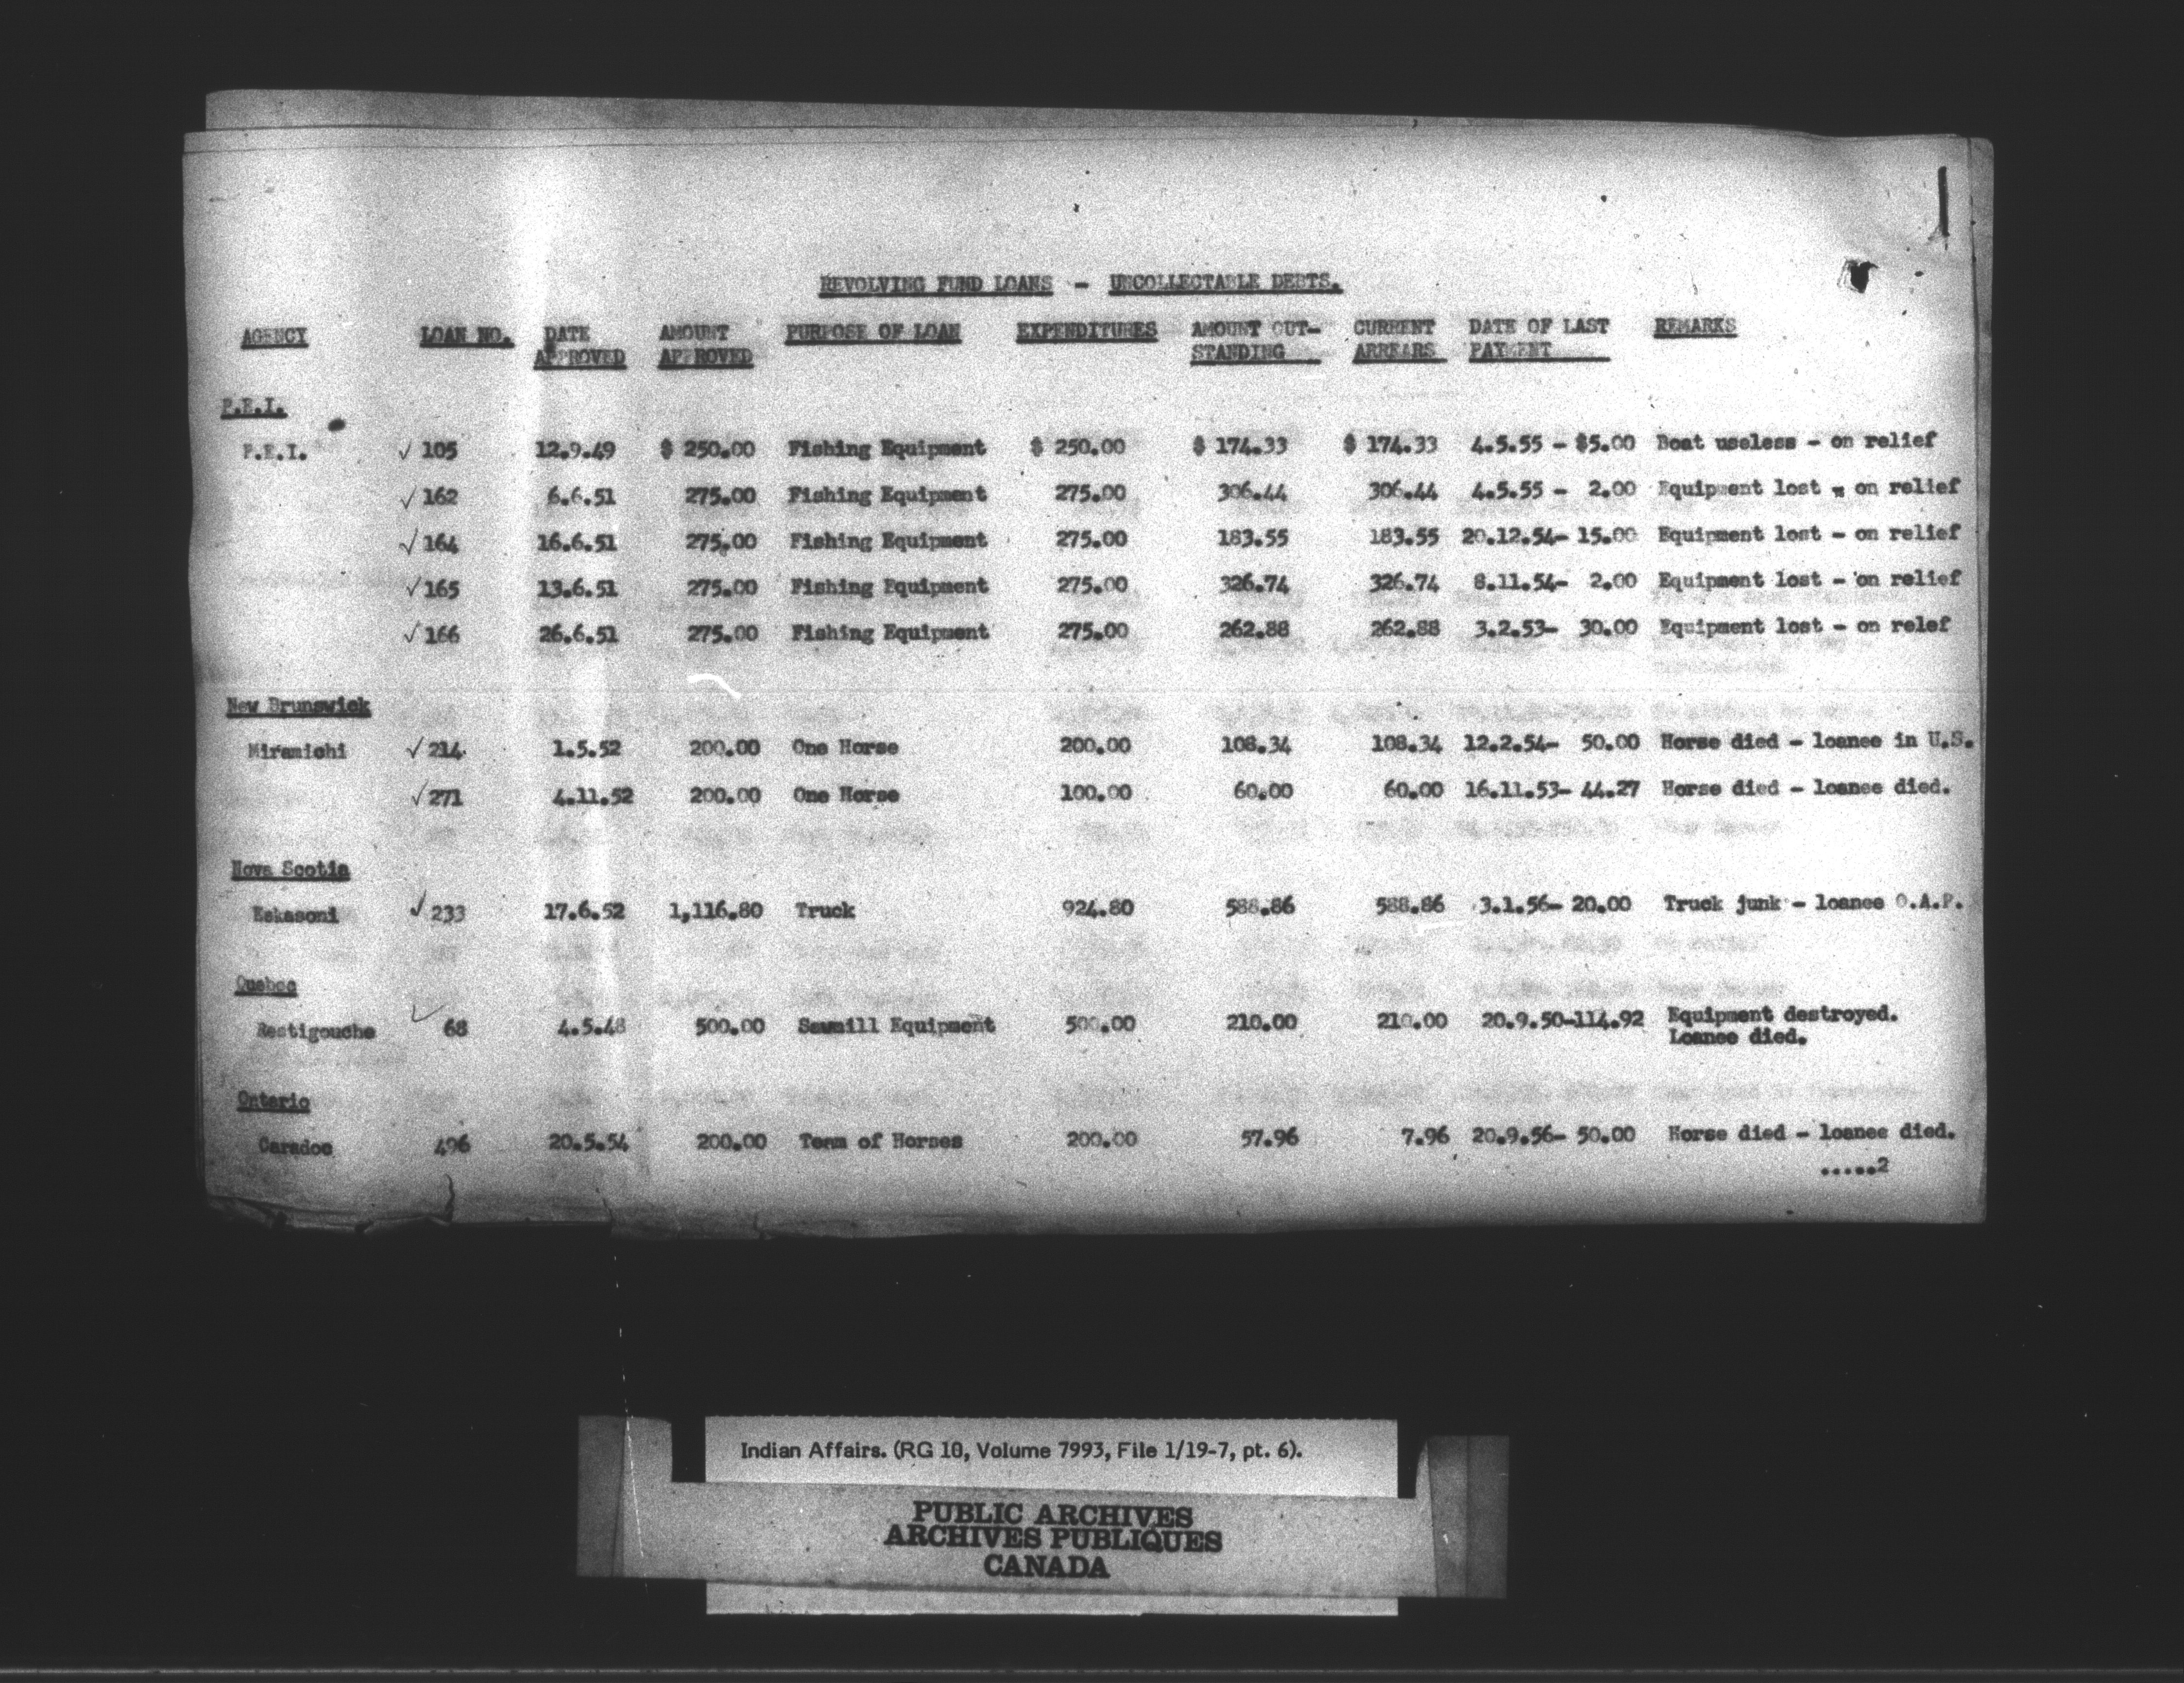 REVOLVING FUND LOANS - UNCOLLECTABLE DEBTS.
AGENCY LOAN NO. DATE APPROVED AMOUNT APPROVED PURPOSE OF LOAN EXPENDITURES AMOUNT OUT-STANDING CURRENT ARREARS DATE OF LAST PAYMENT REMARKS
P.E.I.
P.E.I. ✓ 105 12.9.49 $ 250.00 Fishing Equipment $ 250.00 $ 174.33 $ 174.33 4.5.55 - $5.00 Boat useless - on relief
✓ 162 6.6.51 275.00 Fishing Equipment 275.00 306.44 306.44 4.5.55 - 2.00 Equipment lost - on relief
✓ 164 16.6.51 275.00 Fishing Equipment 275.00 183.55 183.55 20.12.54- 15.00 Equipment lost - on relief
✓ 165 13.6.51 275.00 Fishing Equipment 275.00 326.74 326.74 8.11.54- 2.00 Equipment lost - on relief
✓ 166 26.6.51 275.00 Fishing Equipment 275.00 262.88 262.88 3.2.53- 30.00 Equipment lost - on relef
New Brunswick
Miramichi ✓ 214 1.5.52 200.00 One Horse 200.00 108.34 108.34 12.2.54- 50.00 Horse died - loanee in U.S.
✓ 271 4.11.52 200.00 One Horse 100.00 60.00 60.00 16.11.53- 44.27 Horse died - loanee died.
Nova Scotia
Eskasoni ✓ 233 17.6.52 1,116.80 Truck 924.80 588.86 588.86 3.1.56- 20.00 Truck junk - loanee O.A.P.
Quebec
Restigouche ✓ 68 4.5.48 500.00 Sawmill Equipment 500.00 210.00 210.00 20.9.50-114.92 Equipment destroyed.
Loanee died.
Ontario
Caradoc 496 20.5.54 200.00 Team of Horses 200.00 57.96 7.96 20.9.56- 50.00 Horse died - loanee died.
.....2
Indian Affairs. (RG 10, Volume 7993, File 1/19-7, pt. 6).
PUBLIC ARCHIVES
ARCHIVES PUBLIQUES
CANADA